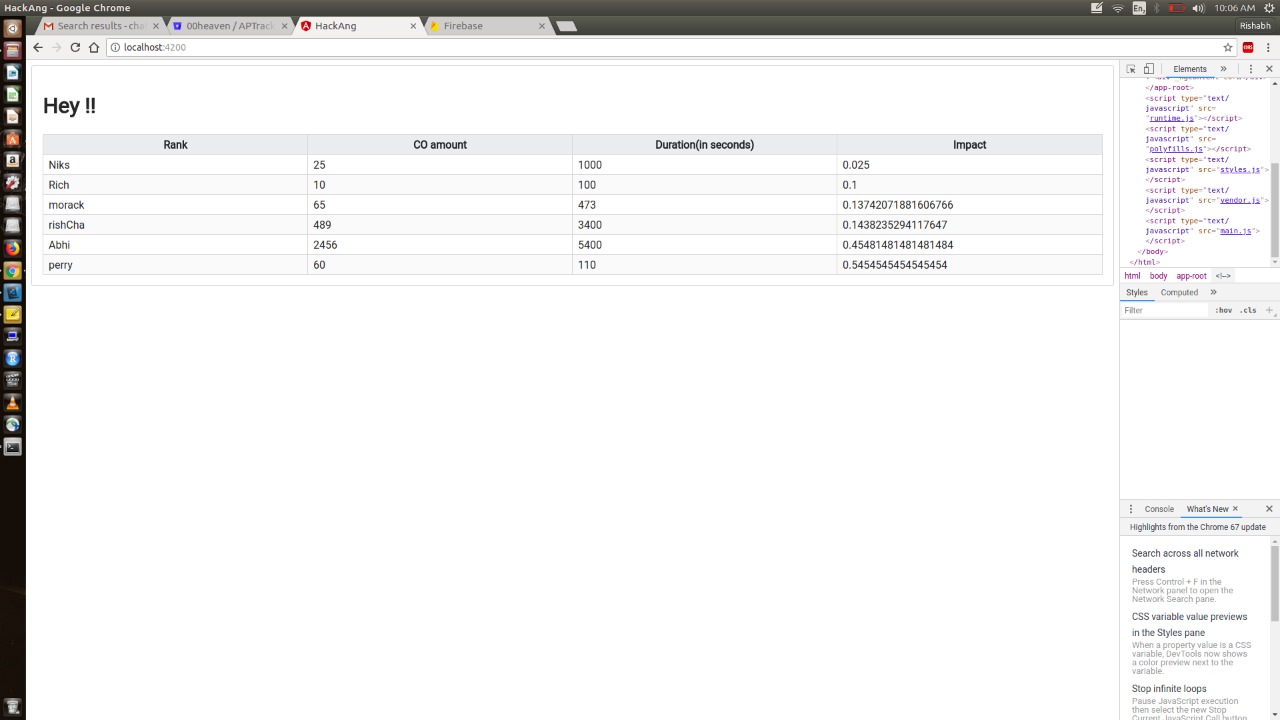 HackAng - Google Chrome
En
10:06 AM
Search results - cha
00heaven / APTrack
HackAng
Firebase
Rishabh
localhost:4200
Elements
Hey !!
Rank CO amount Duration(in seconds) Impact
Niks 25 1000 0.025
Rich 10 100 0.1
morack 65 473 0.13742071881606766
rishCha 489 3400 0.1438235294117647
Abhi 2456 5400 0.45481481481481484
perry 60 110 0.5454545454545454
</app-root>
<script type="text/
javascript" src=
"runtime.js"></script>
<script type="text/
javascript" src=
"polyfills.js"></script>
<script type="text/
javascript" src="styles.js">
</script>
<script type="text/
javascript" src="vendor.js">
</script>
<script type="text/
javascript" src="main.js">
</script>
</body>
</html>
html body app-root <!-->
Styles Computed »
Filter :hov .cls +
Console What's New ×
Highlights from the Chrome 67 update
Search across all network
headers
Press Control + F in the
Network panel to open the
Network Search pane.
CSS variable value previews
in the Styles pane
When a property value is a CSS
variable, DevTools now shows
a color preview next to the
variable.
Stop infinite loops
Pause JavaScript execution
then select the new Stop
Current JavaScript Call button